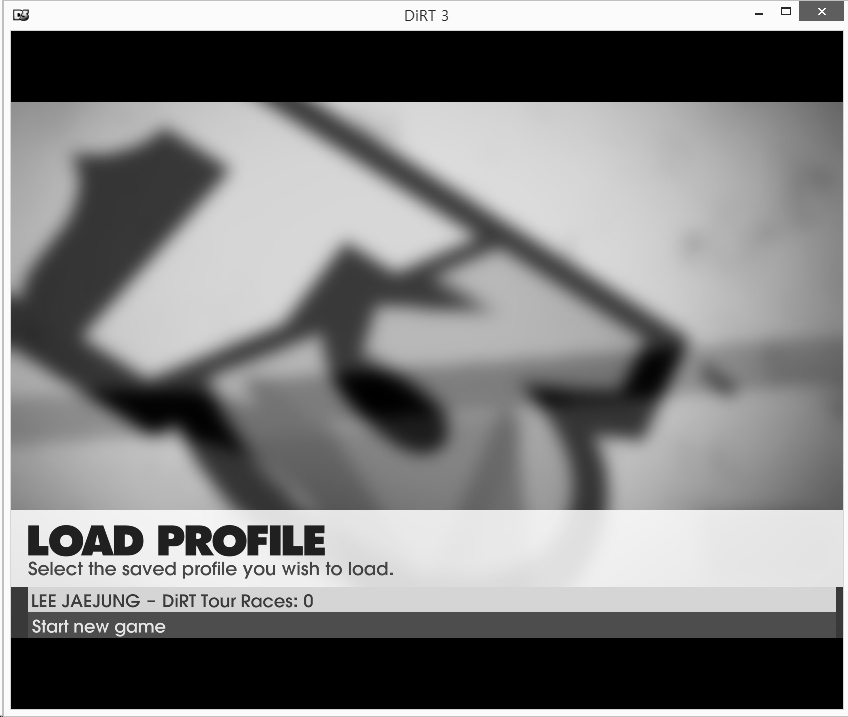 DiRT 3
LOAD PROFILE
Select the saved profile you wish to load.
LEE JAEJUNG – DiRT Tour Races: 0
Start new game